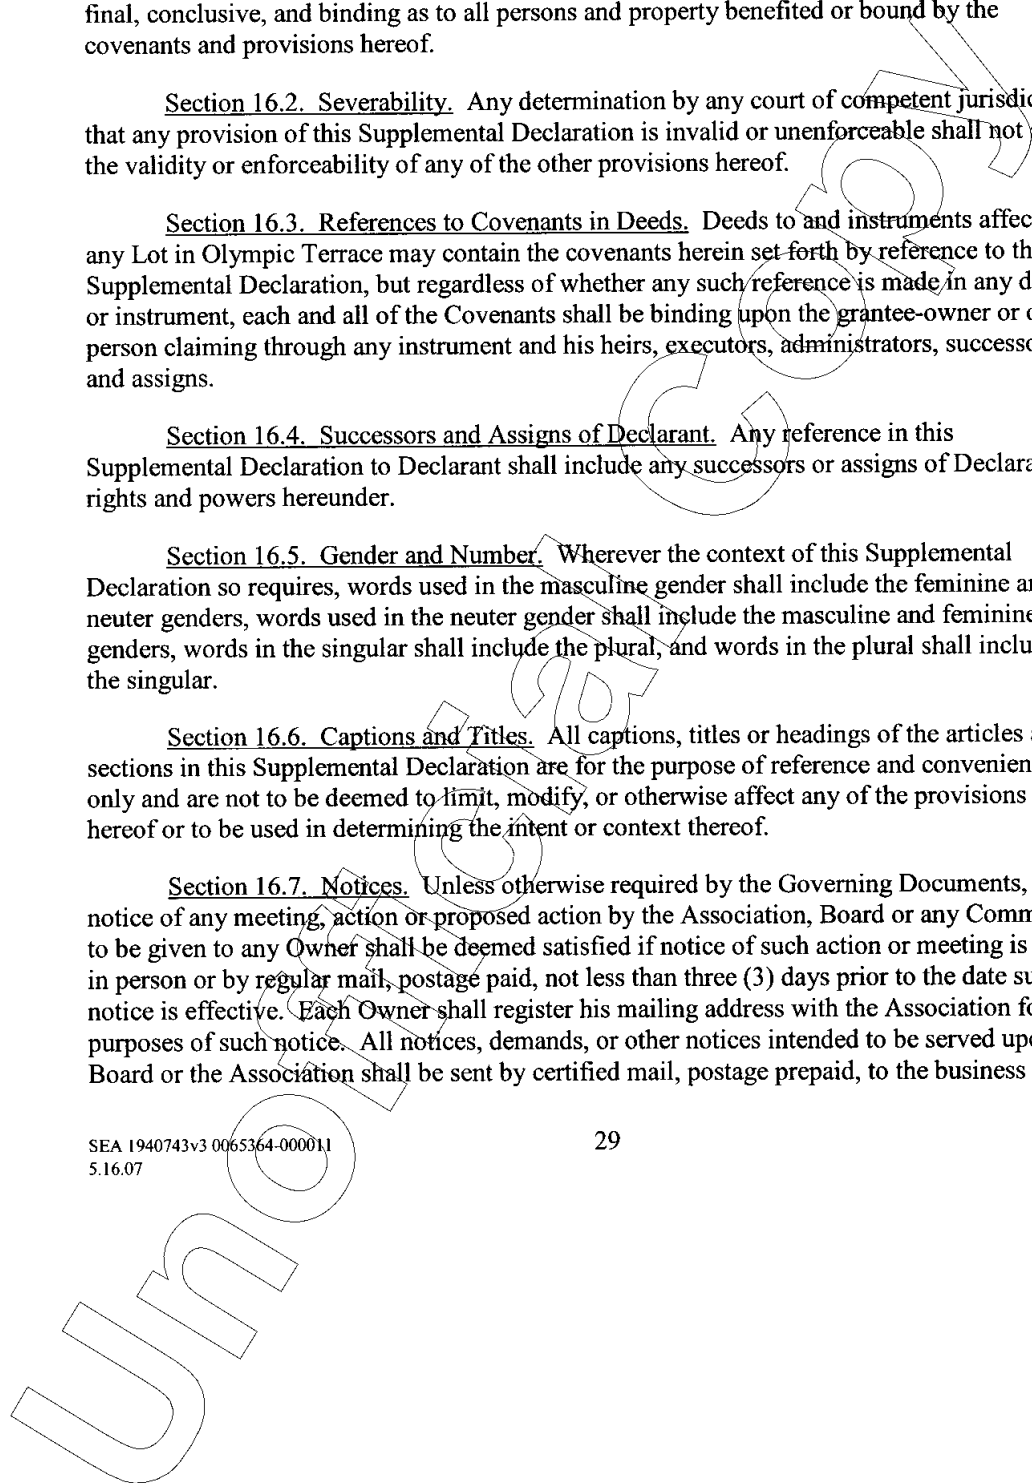 final, conclusive, and binding as to all persons and property benefited or bound by the
covenants and provisions hereof.
Section 16.2. Severability. Any determination by any court of competent jurisdic
that any provision of this Supplemental Declaration is invalid or unenforceable shall not
the validity or enforceability of any of the other provisions hereof.
Section 16.3. References to Covenants in Deeds. Deeds to and instruments affec
any Lot in Olympic Terrace may contain the covenants herein set forth by reference to th
Supplemental Declaration, but regardless of whether any such reference is made in any d
or instrument, each and all of the Covenants shall be binding upon the grantee-owner or o
person claiming through any instrument and his heirs, executors, administrators, successo
and assigns.
Section 16.4. Successors and Assigns of Declarant. Any reference in this
Supplemental Declaration to Declarant shall include any successors or assigns of Declara
rights and powers hereunder.
Section 16.5. Gender and Number. Wherever the context of this Supplemental
Declaration so requires, words used in the masculine gender shall include the feminine an
neuter genders, words used in the neuter gender shall include the masculine and feminine
genders, words in the singular shall include the plural, and words in the plural shall inclu
the singular.
Section 16.6. Captions and Titles. All captions, titles or headings of the articles
sections in this Supplemental Declaration are for the purpose of reference and convenien
only and are not to be deemed to limit, modify, or otherwise affect any of the provisions
hereof or to be used in determining the intent or context thereof.
Section 16.7. Notices. Unless otherwise required by the Governing Documents,
notice of any meeting, action or proposed action by the Association, Board or any Comm
to be given to any Owner shall be deemed satisfied if notice of such action or meeting is
in person or by regular mail, postage paid, not less than three (3) days prior to the date su
notice is effective. Each Owner shall register his mailing address with the Association fo
purposes of such notice. All notices, demands, or other notices intended to be served upo
Board or the Association shall be sent by certified mail, postage prepaid, to the business
SEA 1940743v3 0065364-000011
29
5.16.07
Unofficial Copy